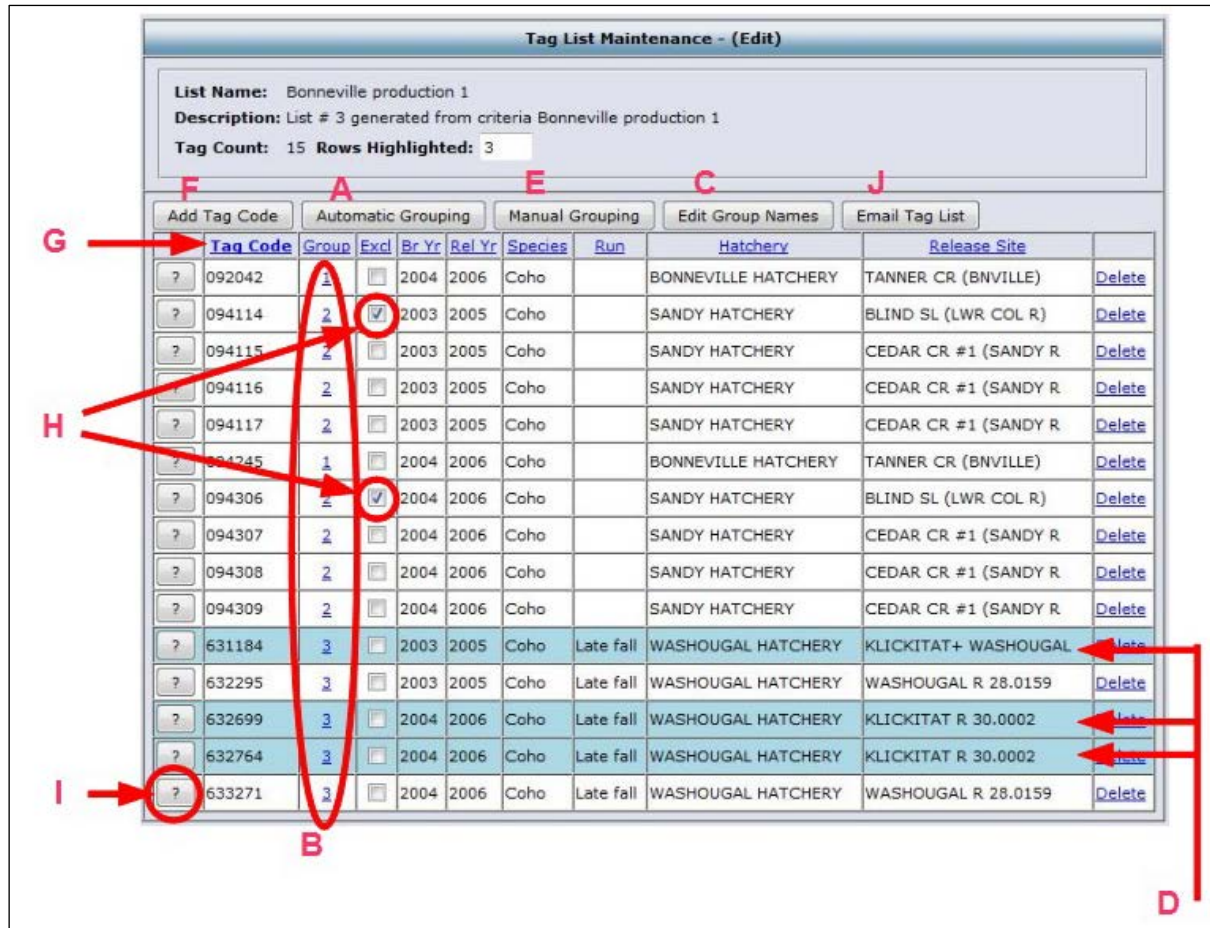 Tag List Maintenance - (Edit)
List Name: Bonneville production 1
Description: List # 3 generated from criteria Bonneville production 1
Tag Count: 15 Rows Highlighted: 3
F A E C J
Add Tag Code Automatic Grouping Manual Grouping Edit Group Names Email Tag List
G Tag Code Group Excl Br Yr Rel Yr Species Run Hatchery Release Site
? 092042 1 2004 2006 Coho BONNEVILLE HATCHERY TANNER CR (BNVILLE) Delete
? 094114 2 2003 2005 Coho SANDY HATCHERY BLIND SL (LWR COL R) Delete
? 094115 2 2003 2005 Coho SANDY HATCHERY CEDAR CR #1 (SANDY R Delete
? 094116 2 2003 2005 Coho SANDY HATCHERY CEDAR CR #1 (SANDY R Delete
H ? 094117 2 2003 2005 Coho SANDY HATCHERY CEDAR CR #1 (SANDY R Delete
? 094245 1 2004 2006 Coho BONNEVILLE HATCHERY TANNER CR (BNVILLE) Delete
? 094306 2 2004 2006 Coho SANDY HATCHERY BLIND SL (LWR COL R) Delete
? 094307 2 2004 2006 Coho SANDY HATCHERY CEDAR CR #1 (SANDY R Delete
? 094308 2 2004 2006 Coho SANDY HATCHERY CEDAR CR #1 (SANDY R Delete
? 094309 2 2004 2006 Coho SANDY HATCHERY CEDAR CR #1 (SANDY R Delete
? 631184 3 2003 2005 Coho Late fall WASHOUGAL HATCHERY KLICKITAT+ WASHOUGAL Delete
? 632295 3 2003 2005 Coho Late fall WASHOUGAL HATCHERY WASHOUGAL R 28.0159 Delete
? 632699 3 2004 2006 Coho Late fall WASHOUGAL HATCHERY KLICKITAT R 30.0002 Delete
? 632764 3 2004 2006 Coho Late fall WASHOUGAL HATCHERY KLICKITAT R 30.0002 Delete
I ? 633271 3 2004 2006 Coho Late fall WASHOUGAL HATCHERY WASHOUGAL R 28.0159 Delete
B
D